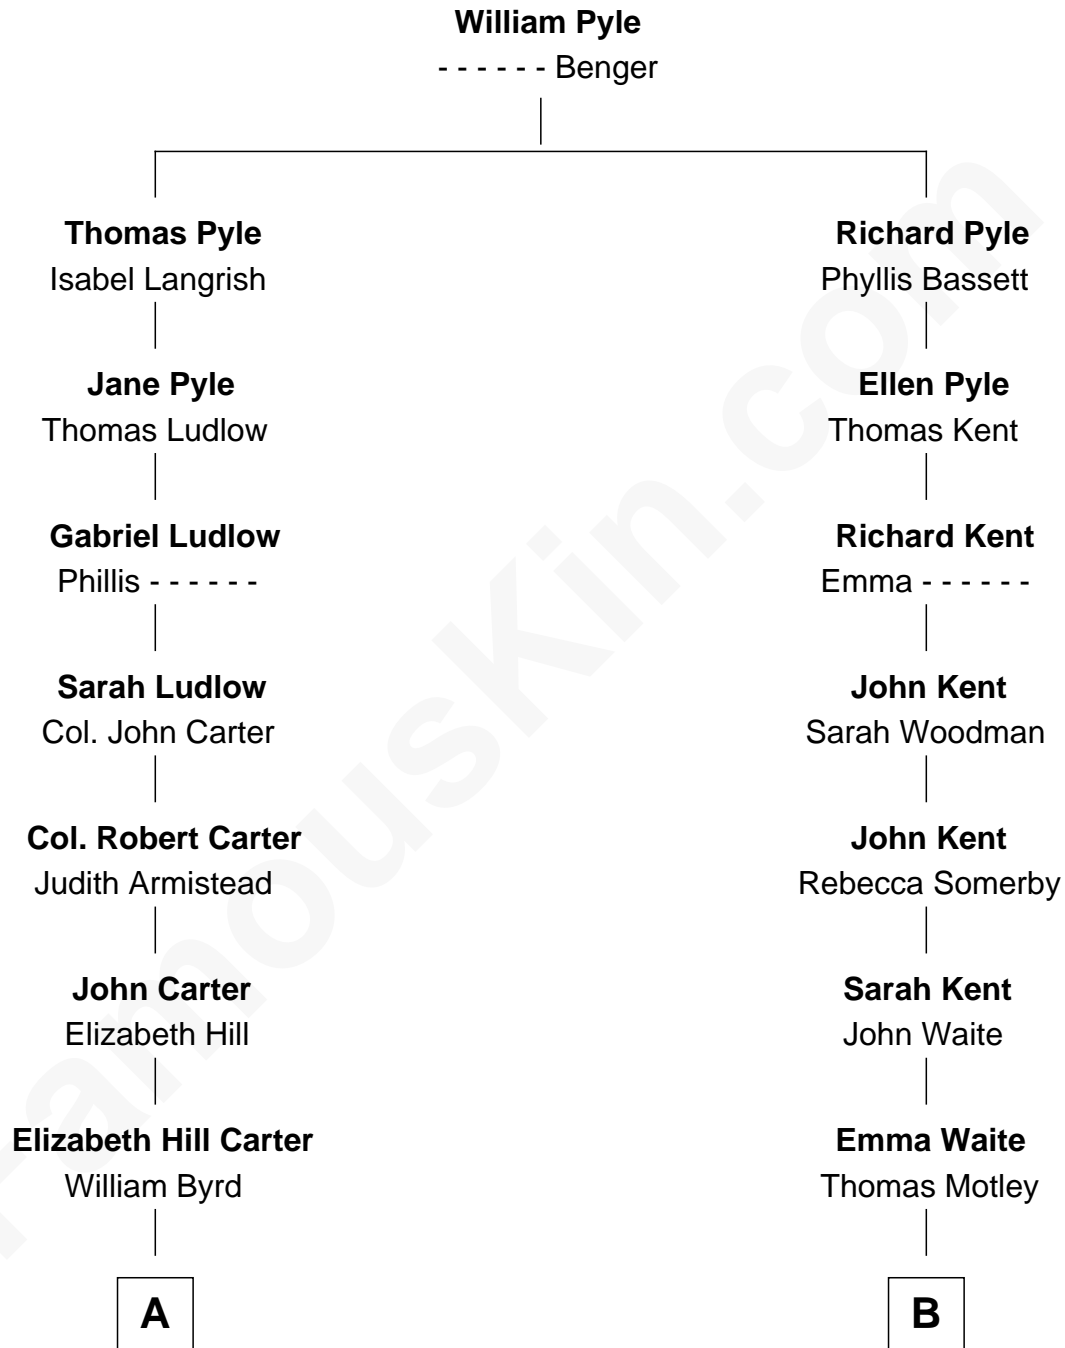 William Pyle
- - - - - - Benger
Thomas Pyle
Isabel Langrish
Richard Pyle
Phyllis Bassett
Jane Pyle
Thomas Ludlow
Ellen Pyle
Thomas Kent
Gabriel Ludlow
Phillis - - - - - -
Richard Kent
Emma - - - - - -
Sarah Ludlow
Col. John Carter
John Kent
Sarah Woodman
Col. Robert Carter
Judith Armistead
John Kent
Rebecca Somerby
John Carter
Elizabeth Hill
Sarah Kent
John Waite
Elizabeth Hill Carter
William Byrd
Emma Waite
Thomas Motley
A
B
FamousKin.com